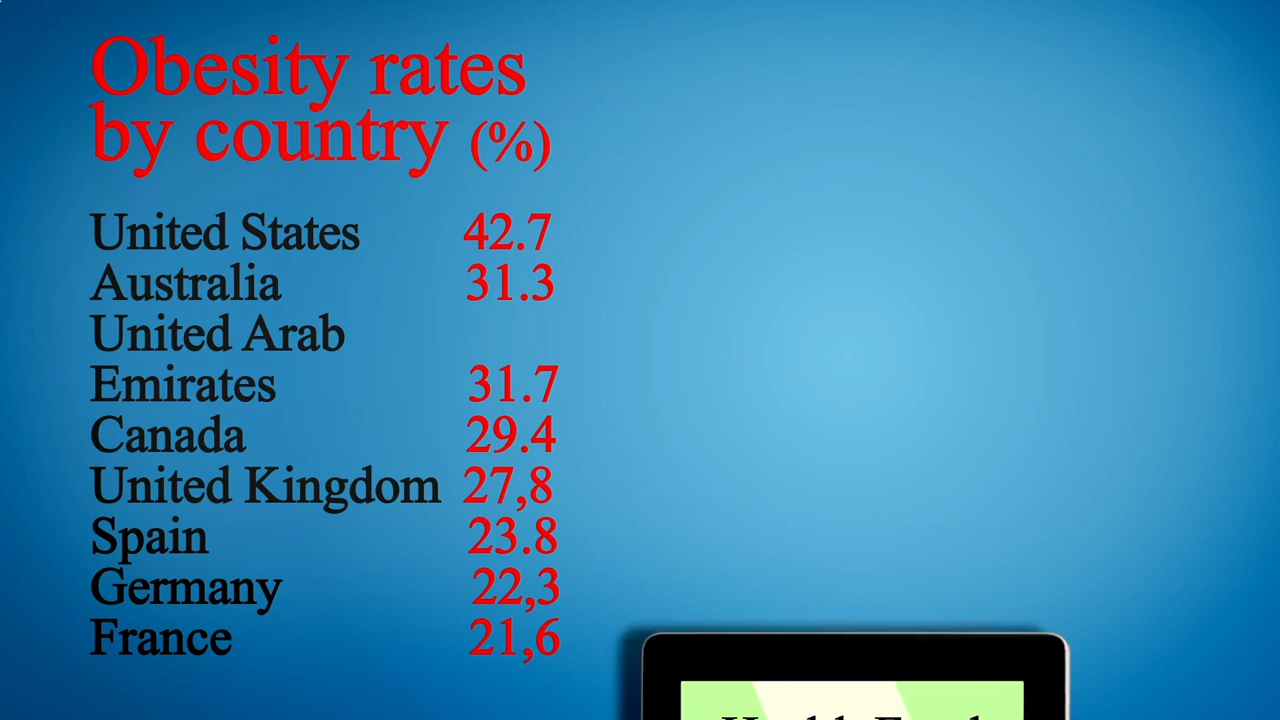 Obesity rates
by country (%)
United States 42.7
Australia 31.3
United Arab
Emirates 31.7
Canada 29.4
United Kingdom 27,8
Spain 23.8
Germany 22,3
France 21,6